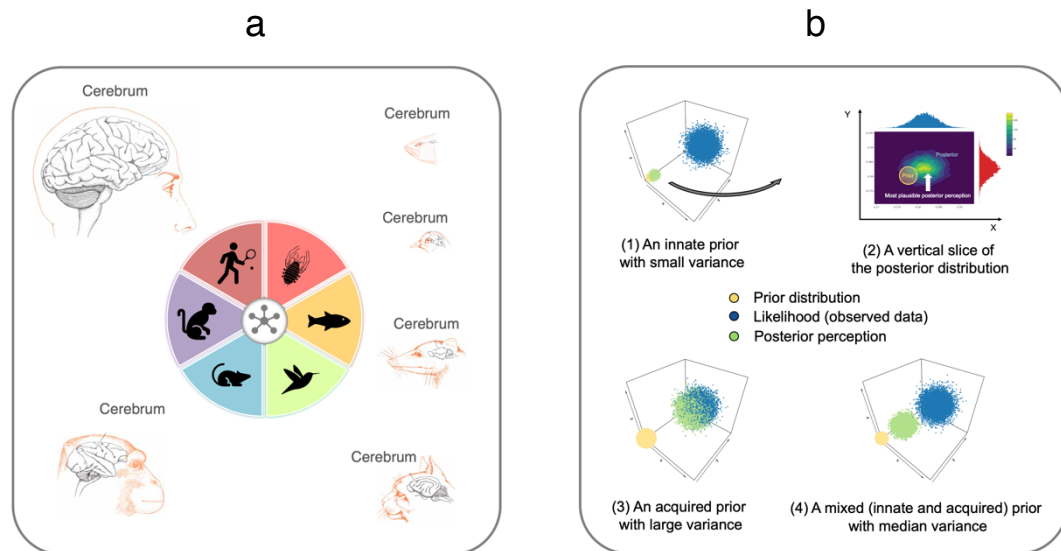 a
b
Cerebrum
Cerebrum
Cerebrum
Cerebrum
Cerebrum
Cerebrum
Y
Posterior
Prior
Most plausible posterior perception
X
(1) An innate prior
with small variance
(2) A vertical slice of
the posterior distribution
Prior distribution
Likelihood (observed data)
Posterior perception
(3) An acquired prior
with large variance
(4) A mixed (innate and acquired) prior
with median variance